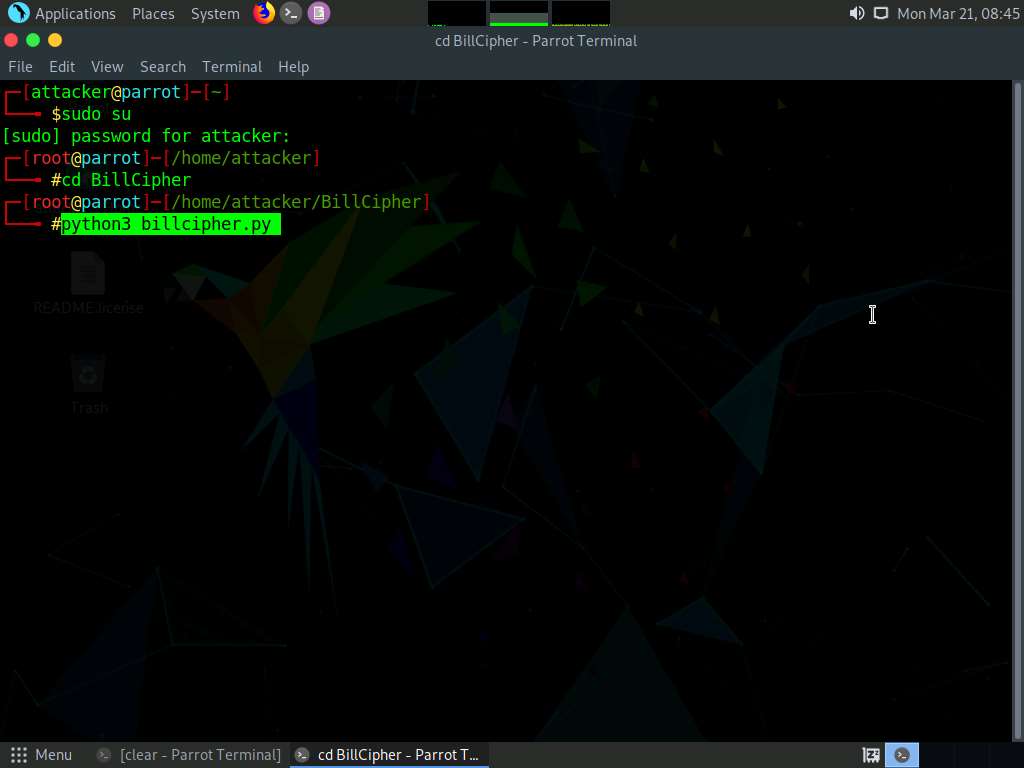 Applications Places System Mon Mar 21, 08:45
cd BillCipher - Parrot Terminal
File Edit View Search Terminal Help
┌─[attacker@parrot]─[~]
└──╼ $sudo su
[sudo] password for attacker:
┌─[root@parrot]─[/home/attacker]
└──╼ #cd BillCipher
┌─[root@parrot]─[/home/attacker/BillCipher]
└──╼ #python3 billcipher.py
README.license
Trash
Menu [clear - Parrot Terminal] cd BillCipher - Parrot T...